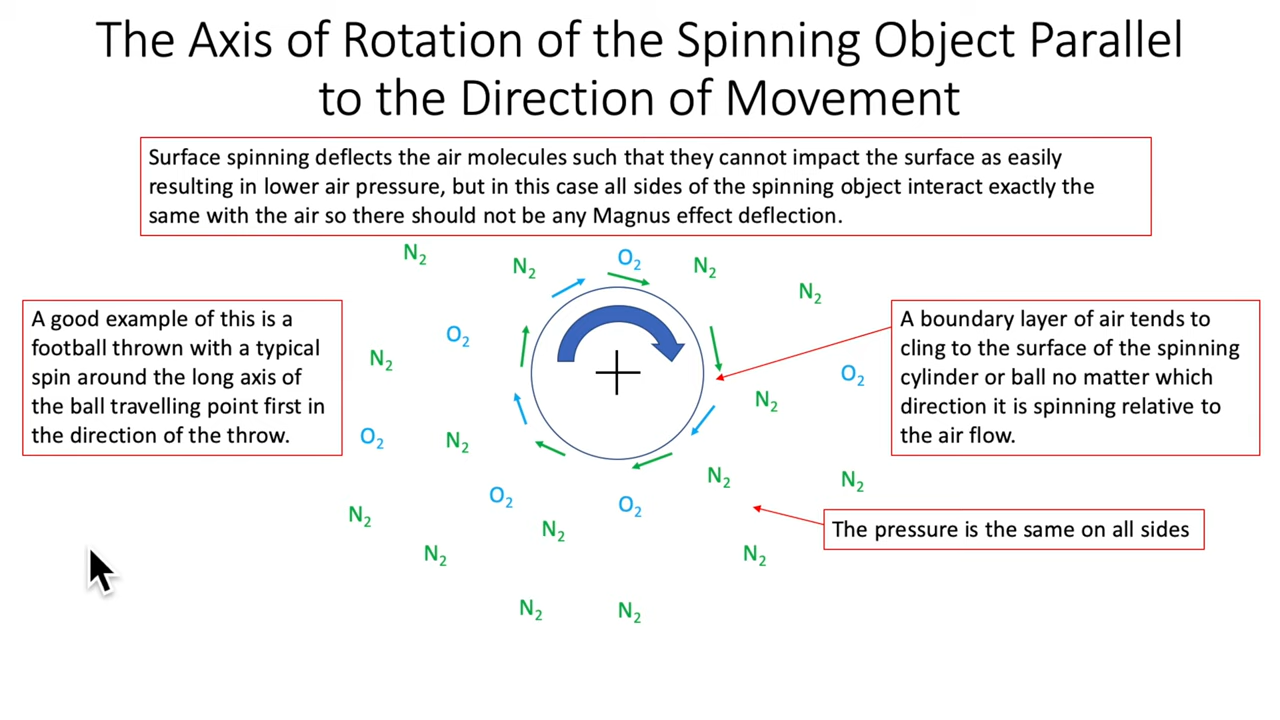 The Axis of Rotation of the Spinning Object Parallel
to the Direction of Movement
Surface spinning deflects the air molecules such that they cannot impact the surface as easily
resulting in lower air pressure, but in this case all sides of the spinning object interact exactly the
same with the air so there should not be any Magnus effect deflection.
N₂
N₂
O₂
N₂
N₂
A good example of this is a
football thrown with a typical
spin around the long axis of
the ball travelling point first in
the direction of the throw.
O₂
N₂
O₂
N₂
A boundary layer of air tends to
cling to the surface of the spinning
cylinder or ball no matter which
direction it is spinning relative to
the air flow.
O₂
N₂
N₂
N₂
O₂
O₂
N₂
N₂
The pressure is the same on all sides
N₂
N₂
N₂
N₂